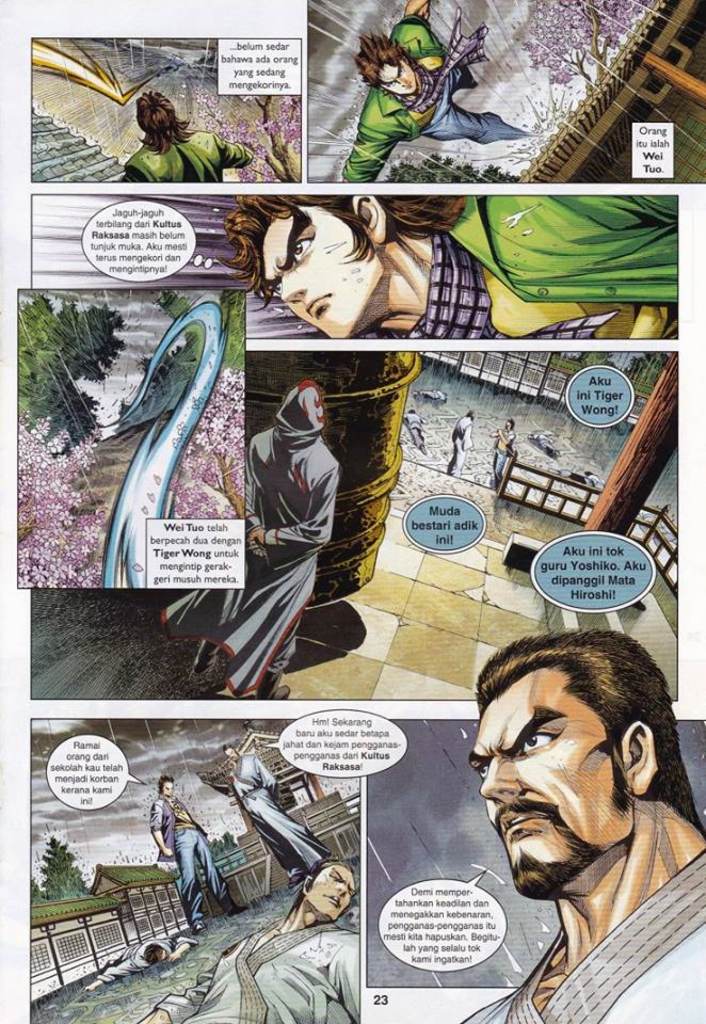 ...belum sedar
bahawa ada orang
yang sedang
mengekorinya.
Orang
itu ialah
Wei
Tuo.
Jaguh-jaguh
terbilang dari Kultus
Raksasa masih belum
tunjuk muka. Aku mesti
terus mengekori dan
mengintipnya!
Wei Tuo telah
berpecah dua dengan
Tiger Wong untuk
mengintip gerak-
geri musuh mereka.
Aku
ini Tiger
Wong!
Muda
bestari adik
ini!
Aku ini tok
guru Yoshiko. Aku
dipanggil Mata
Hiroshi!
Ramai
orang dari
sekolah kau telah
menjadi korban
kerana kami
ini!
Hm! Sekarang
baru aku sedar betapa
jahat dan kejam pengganas-
penganas dari Kultus
Raksasa!
Demi memper-
tahankan keadilan dan
menegakkan kebenaran,
pengganas-pengganas itu
mesti kita hapuskan. Begitu-
lah yang selalu tok
kami ingatkan!
23